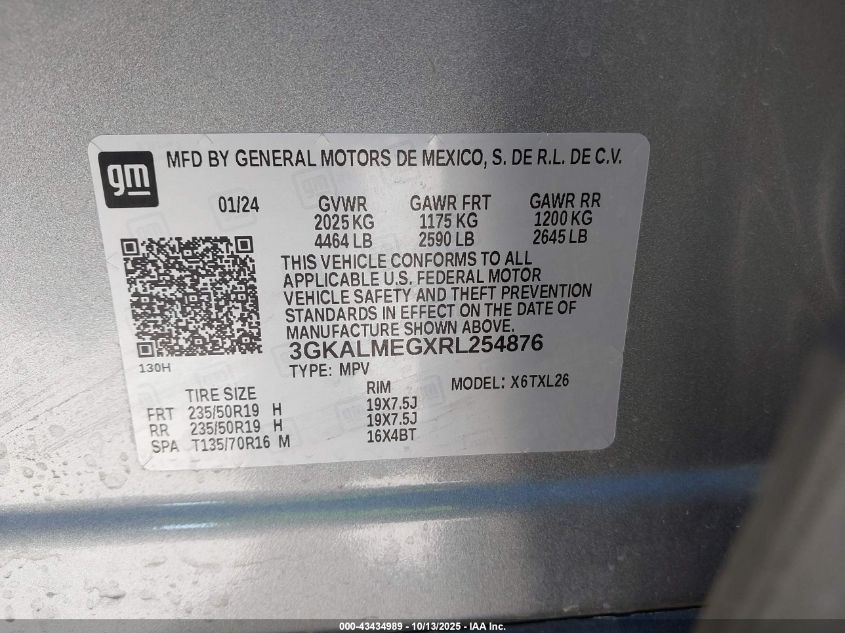 gm
MFD BY GENERAL MOTORS DE MEXICO, S. DE R.L. DE C.V.
01/24 GVWR GAWR FRT GAWR RR
2025 KG 1175 KG 1200 KG
4464 LB 2590 LB 2645 LB
THIS VEHICLE CONFORMS TO ALL
APPLICABLE U.S. FEDERAL MOTOR
VEHICLE SAFETY AND THEFT PREVENTION
STANDARDS IN EFFECT ON THE DATE OF
MANUFACTURE SHOWN ABOVE.
3GKALMEGXRL254876
130H
TYPE: MPV MODEL: X6TXL26
TIRE SIZE RIM
FRT 235/50R19 H 19X7.5J
RR 235/50R19 H 19X7.5J
SPA T135/70R16 M 16X4BT
000-43434989 - 10/13/2025 - IAA Inc.